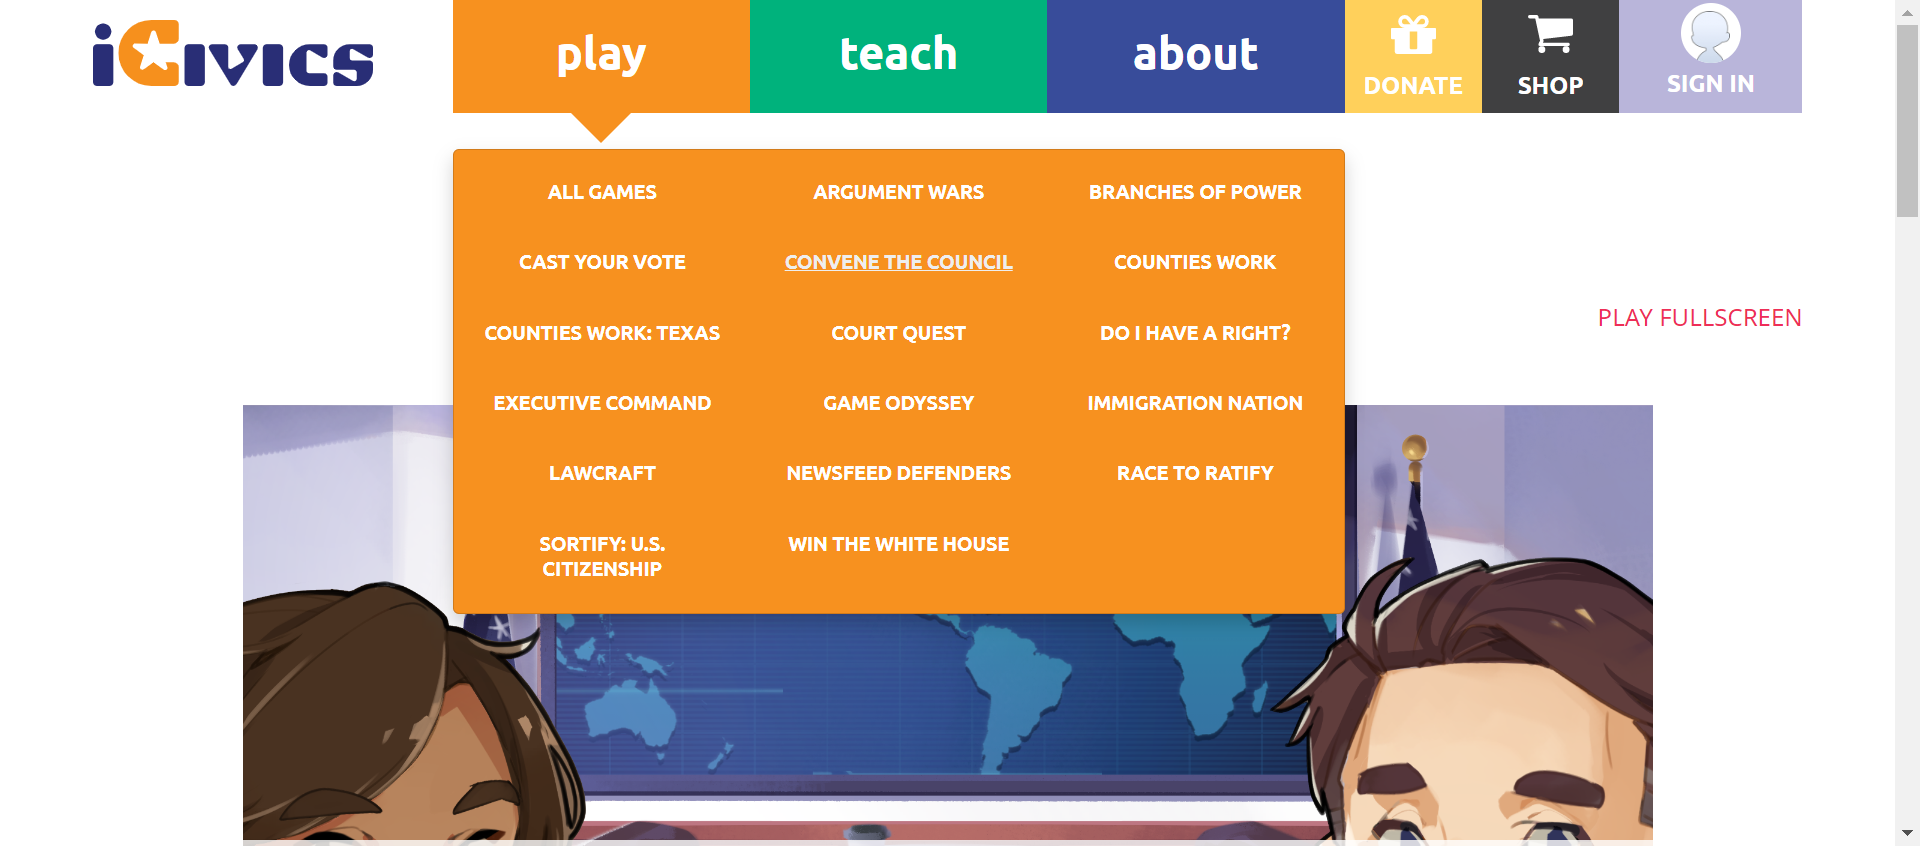 iCivics
play
teach
about
DONATE
SHOP
SIGN IN
ALL GAMES
ARGUMENT WARS
BRANCHES OF POWER
CAST YOUR VOTE
CONVENE THE COUNCIL
COUNTIES WORK
COUNTIES WORK: TEXAS
COURT QUEST
DO I HAVE A RIGHT?
EXECUTIVE COMMAND
GAME ODYSSEY
IMMIGRATION NATION
LAWCRAFT
NEWSFEED DEFENDERS
RACE TO RATIFY
SORTIFY: U.S.
CITIZENSHIP
WIN THE WHITE HOUSE
PLAY FULLSCREEN